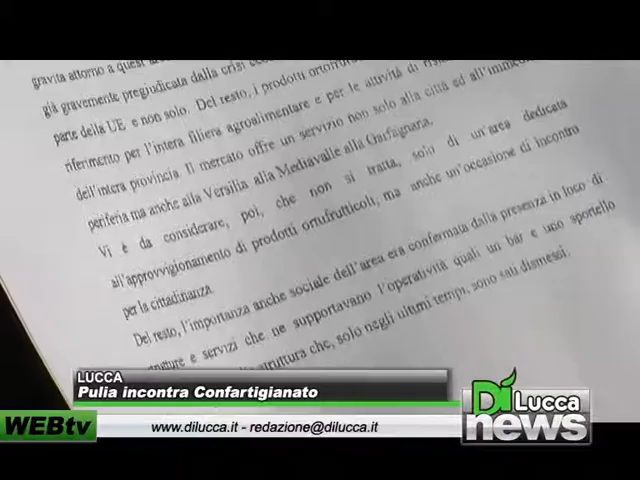 gravita attorno a quest'
già gravemente pregiudicata dalla crisi
parte della UE e non solo. Del resto, i prodotti
riferimento per l'intera filiera agroalimentare e per le attività di
dell'intera provincia. Il mercato offre un servizio non solo alla città ed all'
periferia ma anche alla Versilia alla Mediavalle alla Garfagnana.
Vi è da considerare, poi, che non si tratta, solo di un'area dedicata
all'approvvigionamento di prodotti ortufrutticoli, ma anche un'occasione di incontro
per la cittadinanza.
Del resto, l'importanza anche sociale dell'area era confermata dalla presenza in loco di
strutture e servizi che ne supportavano l'operatività quali un bar e uno sportello
struttura che, solo negli ultimi tempi, sono sati dismessi.
LUCCA
Pulia incontra Confartigianato
Di LUCCA
news
WEBtv
www.dilucca.it - redazione@dilucca.it